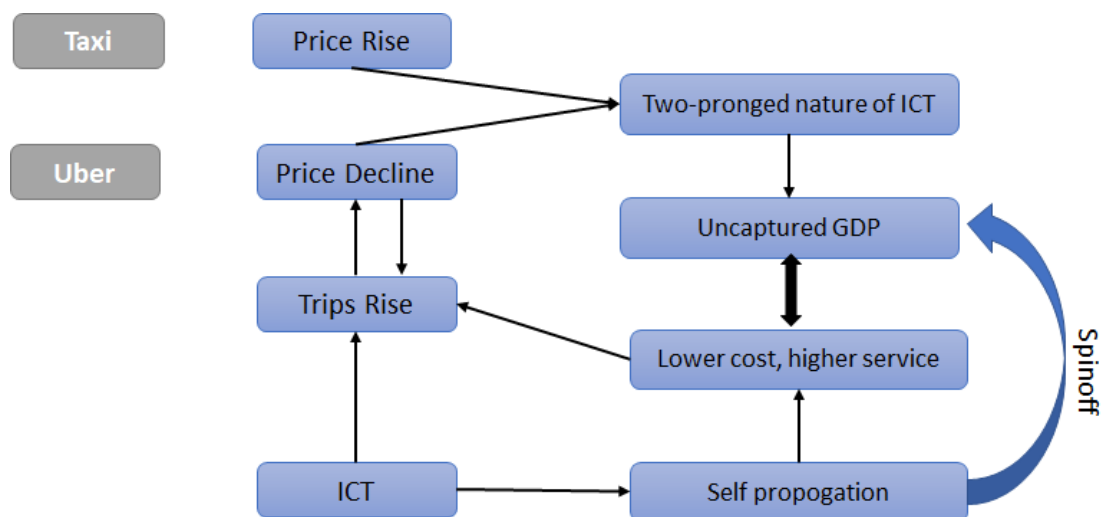 Taxi
Price Rise
Two-pronged nature of ICT
Uber
Price Decline
Uncaptured GDP
Trips Rise
Lower cost, higher service
Spinoff
ICT
Self propogation